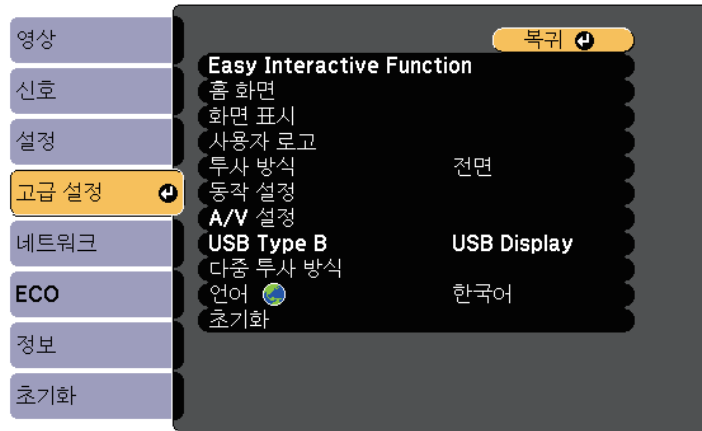 영상
신호
설정
고급 설정
네트워크
ECO
정보
초기화
복귀
Easy Interactive Function
홈 화면
화면 표시
사용자 로고
투사 방식 전면
동작 설정
A/V 설정
USB Type B USB Display
다중 투사 방식
언어 한국어
초기화